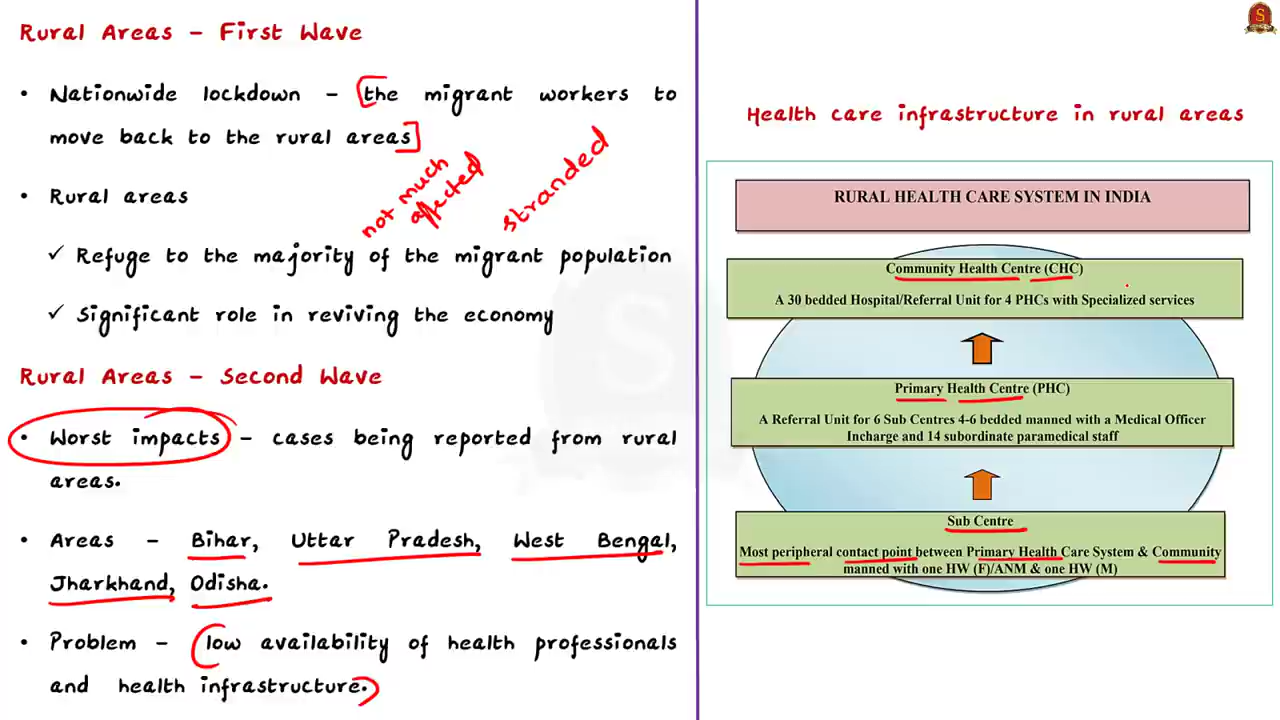 Rural Areas - First Wave
• Nationwide lockdown - [the migrant workers to
move back to the rural areas]
not much
affected
stranded
• Rural areas
✓ Refuge to the majority of the migrant population
✓ Significant role in reviving the economy
Rural Areas - Second Wave
• Worst impacts - cases being reported from rural
areas.
• Areas - Bihar, Uttar Pradesh, West Bengal,
Jharkhand, Odisha.
• Problem - (low availability of health professionals
and health infrastructure.)
Health care infrastructure in rural areas
RURAL HEALTH CARE SYSTEM IN INDIA
Community Health Centre (CHC)
A 30 bedded Hospital/Referral Unit for 4 PHCs with Specialized services
Primary Health Centre (PHC)
A Referral Unit for 6 Sub Centres 4-6 bedded manned with a Medical Officer
Incharge and 14 subordinate paramedical staff
Sub Centre
Most peripheral contact point between Primary Health Care System & Community
manned with one HW (F)/ANM & one HW (M)